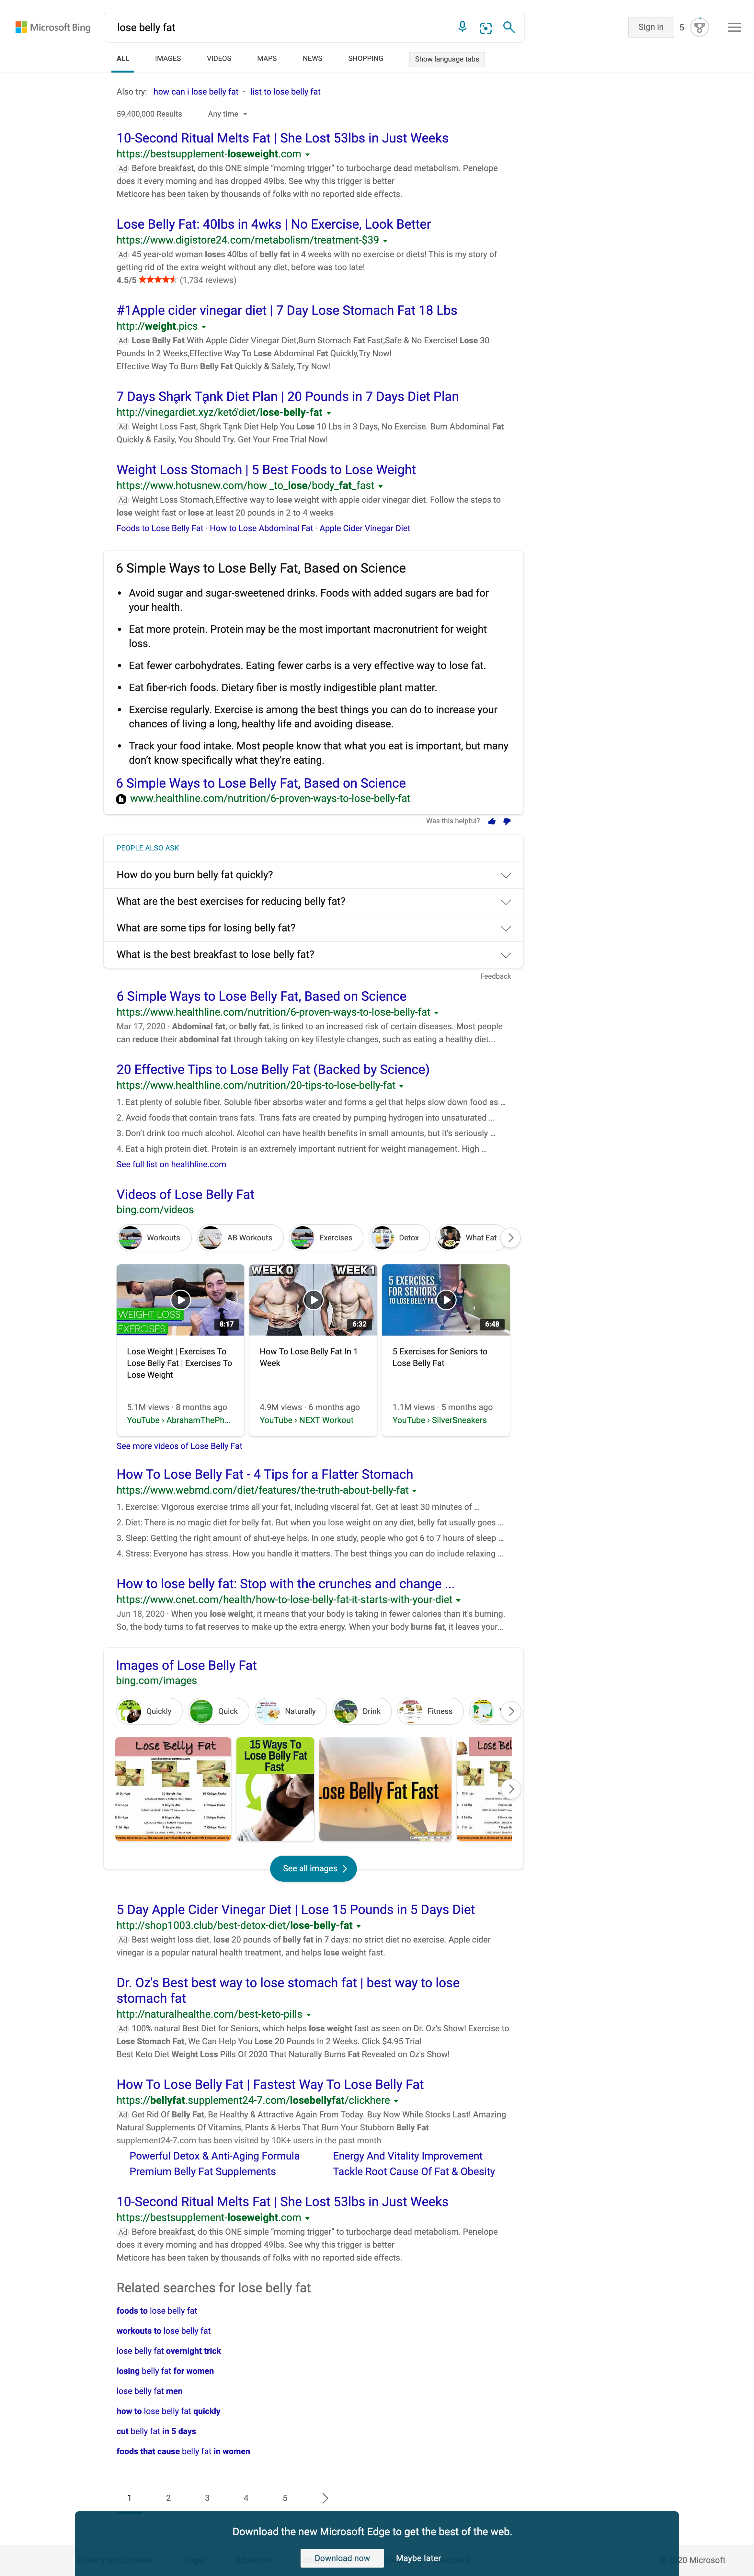 Microsoft Bing
lose belly fat
Sign in
5
ALL IMAGES VIDEOS MAPS NEWS SHOPPING Show language tabs
Also try: how can i lose belly fat · list to lose belly fat
59,400,000 Results Any time
10-Second Ritual Melts Fat | She Lost 53lbs in Just Weeks
https://bestsupplement-loseweight.com
Ad Before breakfast, do this ONE simple “morning trigger” to turbocharge dead metabolism. Penelope
does it every morning and has dropped 49lbs. See why this trigger is better
Meticore has been taken by thousands of folks with no reported side effects.
Lose Belly Fat: 40lbs in 4wks | No Exercise, Look Better
https://www.digistore24.com/metabolism/treatment-$39
Ad 45 year-old woman loses 40lbs of belly fat in 4 weeks with no exercise or diets! This is my story of
getting rid of the extra weight without any diet, before was too late!
4.5/5 (1,734 reviews)
#1Apple cider vinegar diet | 7 Day Lose Stomach Fat 18 Lbs
http://weight.pics
Ad Lose Belly Fat With Apple Cider Vinegar Diet,Burn Stomach Fat Fast,Safe & No Exercise! Lose 30
Pounds In 2 Weeks,Effective Way To Lose Abdominal Fat Quickly,Try Now!
Effective Way To Burn Belly Fat Quickly & Safely, Try Now!
7 Days Shąrk Tąnk Diet Plan | 20 Pounds in 7 Days Diet Plan
http://vinegardiet.xyz/ketó'diet/lose-belly-fat
Ad Weight Loss Fast, Shąrk Tąnk Diet Help You Lose 10 Lbs in 3 Days, No Exercise. Burn Abdominal Fat
Quickly & Easily, You Should Try. Get Your Free Trial Now!
Weight Loss Stomach | 5 Best Foods to Lose Weight
https://www.hotusnew.com/how _to_lose/body_fat_fast
Ad Weight Loss Stomach,Effective way to lose weight with apple cider vinegar diet. Follow the steps to
lose weight fast or lose at least 20 pounds in 2-to-4 weeks
Foods to Lose Belly Fat · How to Lose Abdominal Fat · Apple Cider Vinegar Diet
6 Simple Ways to Lose Belly Fat, Based on Science
• Avoid sugar and sugar-sweetened drinks. Foods with added sugars are bad for
your health.
• Eat more protein. Protein may be the most important macronutrient for weight
loss.
• Eat fewer carbohydrates. Eating fewer carbs is a very effective way to lose fat.
• Eat fiber-rich foods. Dietary fiber is mostly indigestible plant matter.
• Exercise regularly. Exercise is among the best things you can do to increase your
chances of living a long, healthy life and avoiding disease.
• Track your food intake. Most people know that what you eat is important, but many
don’t know specifically what they’re eating.
6 Simple Ways to Lose Belly Fat, Based on Science
www.healthline.com/nutrition/6-proven-ways-to-lose-belly-fat
Was this helpful?
PEOPLE ALSO ASK
How do you burn belly fat quickly?
What are the best exercises for reducing belly fat?
What are some tips for losing belly fat?
What is the best breakfast to lose belly fat?
Feedback
6 Simple Ways to Lose Belly Fat, Based on Science
https://www.healthline.com/nutrition/6-proven-ways-to-lose-belly-fat
Mar 17, 2020 · Abdominal fat, or belly fat, is linked to an increased risk of certain diseases. Most people
can reduce their abdominal fat through taking on key lifestyle changes, such as eating a healthy diet...
20 Effective Tips to Lose Belly Fat (Backed by Science)
https://www.healthline.com/nutrition/20-tips-to-lose-belly-fat
1. Eat plenty of soluble fiber. Soluble fiber absorbs water and forms a gel that helps slow down food as ...
2. Avoid foods that contain trans fats. Trans fats are created by pumping hydrogen into unsaturated ...
3. Don’t drink too much alcohol. Alcohol can have health benefits in small amounts, but it’s seriously ...
4. Eat a high protein diet. Protein is an extremely important nutrient for weight management. High ...
See full list on healthline.com
Videos of Lose Belly Fat
bing.com/videos
Workouts AB Workouts Exercises Detox What Eat
WEIGHT LOSS
EXERCISES
8:17
WEEK 0 WEEK 1
6:32
5 EXERCISES
FOR SENIORS
TO LOSE BELLY FAT
6:48
Lose Weight | Exercises To
Lose Belly Fat | Exercises To
Lose Weight
5.1M views · 8 months ago
YouTube › AbrahamThePh...
How To Lose Belly Fat In 1
Week
4.9M views · 6 months ago
YouTube › NEXT Workout
5 Exercises for Seniors to
Lose Belly Fat
1.1M views · 5 months ago
YouTube › SilverSneakers
See more videos of Lose Belly Fat
How To Lose Belly Fat - 4 Tips for a Flatter Stomach
https://www.webmd.com/diet/features/the-truth-about-belly-fat
1. Exercise: Vigorous exercise trims all your fat, including visceral fat. Get at least 30 minutes of ...
2. Diet: There is no magic diet for belly fat. But when you lose weight on any diet, belly fat usually goes ...
3. Sleep: Getting the right amount of shut-eye helps. In one study, people who got 6 to 7 hours of sleep ...
4. Stress: Everyone has stress. How you handle it matters. The best things you can do include relaxing ...
How to lose belly fat: Stop with the crunches and change ...
https://www.cnet.com/health/how-to-lose-belly-fat-it-starts-with-your-diet
Jun 18, 2020 · When you lose weight, it means that your body is taking in fewer calories than it's burning.
So, the body turns to fat reserves to make up the extra energy. When your body burns fat, it leaves your...
Images of Lose Belly Fat
bing.com/images
Quickly Quick Naturally Drink Fitness
Lose Belly Fat
15 Ways To
Lose Belly Fat
Fast
ose Belly Fat Fast
Lose Bel
See all images
5 Day Apple Cider Vinegar Diet | Lose 15 Pounds in 5 Days Diet
http://shop1003.club/best-detox-diet/lose-belly-fat
Ad Best weight loss diet. lose 20 pounds of belly fat in 7 days: no strict diet no exercise. Apple cider
vinegar is a popular natural health treatment, and helps lose weight fast.
Dr. Oz's Best best way to lose stomach fat | best way to lose
stomach fat
http://naturalhealthe.com/best-keto-pills
Ad 100% natural Best Diet for Seniors, which helps lose weight fast as seen on Dr. Oz's Show! Exercise to
Lose Stomach Fat, We Can Help You Lose 20 Pounds In 2 Weeks. Click $4.95 Trial
Best Keto Diet Weight Loss Pills Of 2020 That Naturally Burns Fat Revealed on Oz's Show!
How To Lose Belly Fat | Fastest Way To Lose Belly Fat
https://bellyfat.supplement24-7.com/losebellyfat/clickhere
Ad Get Rid Of Belly Fat, Be Healthy & Attractive Again From Today. Buy Now While Stocks Last! Amazing
Natural Supplements Of Vitamins, Plants & Herbs That Burn Your Stubborn Belly Fat
supplement24-7.com has been visited by 10K+ users in the past month
Powerful Detox & Anti-Aging Formula Energy And Vitality Improvement
Premium Belly Fat Supplements Tackle Root Cause Of Fat & Obesity
10-Second Ritual Melts Fat | She Lost 53lbs in Just Weeks
https://bestsupplement-loseweight.com
Ad Before breakfast, do this ONE simple “morning trigger” to turbocharge dead metabolism. Penelope
does it every morning and has dropped 49lbs. See why this trigger is better
Meticore has been taken by thousands of folks with no reported side effects.
Related searches for lose belly fat
foods to lose belly fat
workouts to lose belly fat
lose belly fat overnight trick
losing belly fat for women
lose belly fat men
how to lose belly fat quickly
cut belly fat in 5 days
foods that cause belly fat in women
1 2 3 4 5
Download the new Microsoft Edge to get the best of the web.
Download now Maybe later
20 Microsoft